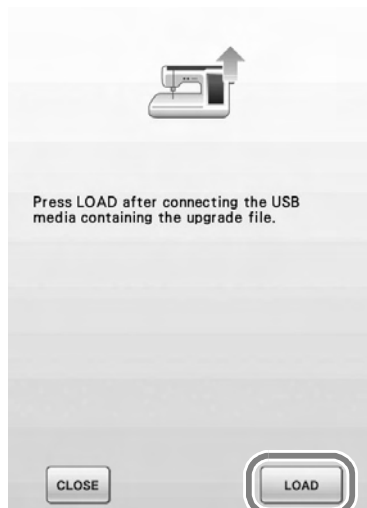 Press LOAD after connecting the USB
media containing the upgrade file.
CLOSE
LOAD